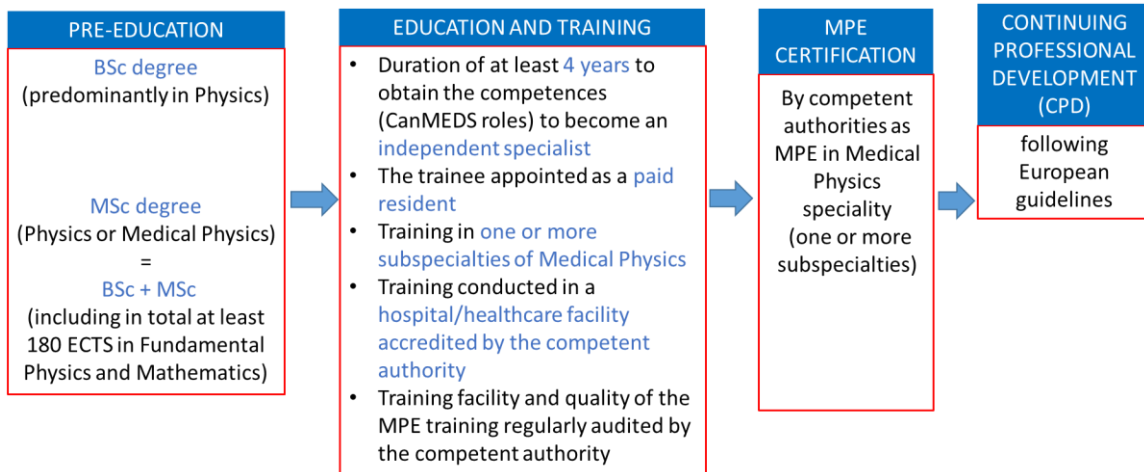 PRE-EDUCATION
BSc degree
(predominantly in Physics)
MSc degree
(Physics or Medical Physics)
=
BSc + MSc
(including in total at least
180 ECTS in Fundamental
Physics and Mathematics)
EDUCATION AND TRAINING
• Duration of at least 4 years to
obtain the competences
(CanMEDS roles) to become an
independent specialist
• The trainee appointed as a paid
resident
• Training in one or more
subspecialties of Medical Physics
• Training conducted in a
hospital/healthcare facility
accredited by the competent
authority
• Training facility and quality of the
MPE training regularly audited by
the competent authority
MPE
CERTIFICATION
By competent
authorities as
MPE in Medical
Physics
speciality
(one or more
subspecialties)
CONTINUING
PROFESSIONAL
DEVELOPMENT
(CPD)
following
European
guidelines